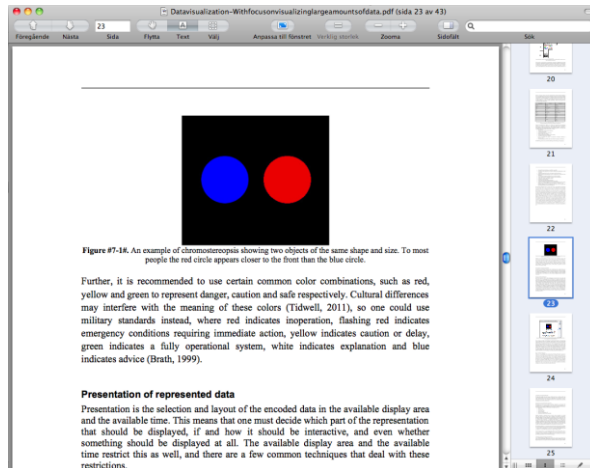 Datavisualization-Withfocusonvisualizinglargeamountsofdata.pdf (sida 23 av 43)
23
Föregående Nästa Sida Flytta Text Välj Anpassa till fönstret Verklig storlek Zooma Sidofält Sök
Figure #7-1#. An example of chromostereopsis showing two objects of the same shape and size. To most
people the red circle appears closer to the front than the blue circle.
Further, it is recommended to use certain common color combinations, such as red,
yellow and green to represent danger, caution and safe respectively. Cultural differences
may interfere with the meaning of these colors (Tidwell, 2011), so one could use
military standards instead, where red indicates inoperation, flashing red indicates
emergency conditions requiring immediate action, yellow indicates caution or delay,
green indicates a fully operational system, white indicates explanation and blue
indicates advice (Brath, 1999).
Presentation of represented data
Presentation is the selection and layout of the encoded data in the available display area
and the available time. This means that one must decide which part of the representation
that should be displayed, if and how it should be interactive, and even whether
something should be displayed at all. The available display area and the available
time restrict this as well, and there are a few common techniques that deal with these
restrictions.
20
21
22
23
24
25